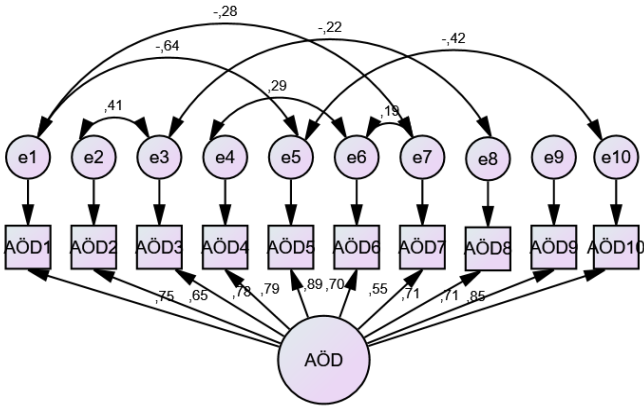 -,28
-,22
-,64
-,42
,29
,41
,19
e1 e2 e3 e4 e5 e6 e7 e8 e9 e10
AÖD1 AÖD2 AÖD3 AÖD4 AÖD5 AÖD6 AÖD7 AÖD8 AÖD9 AÖD10
,75 ,65 ,78 ,79 ,89 ,70 ,55 ,71 ,71 ,85
AÖD